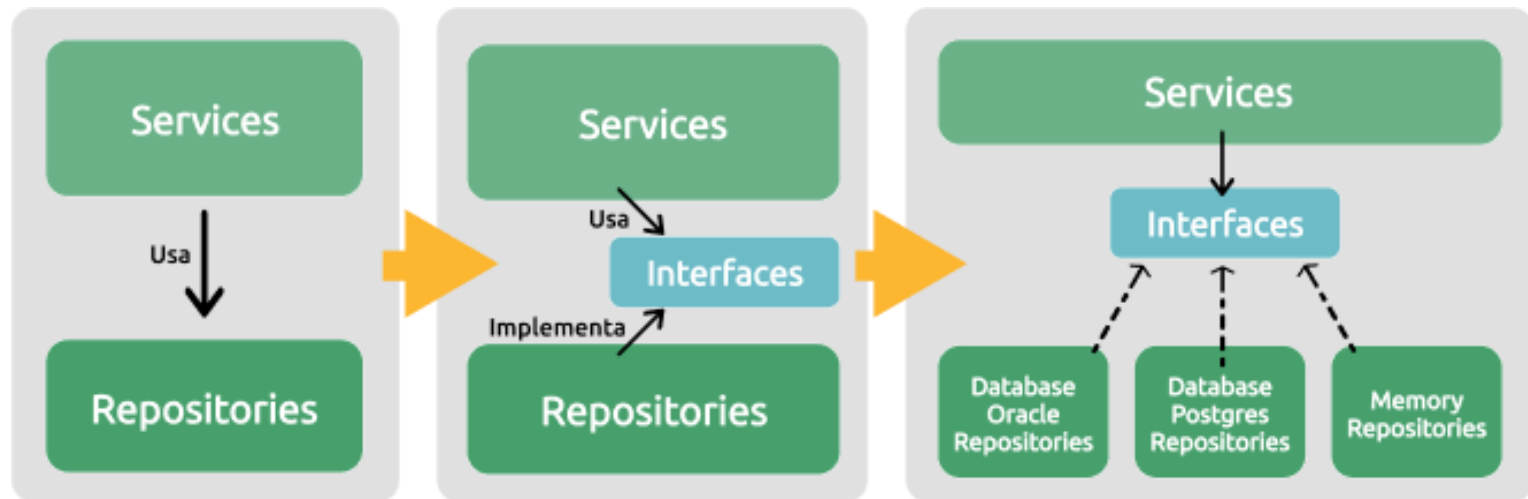 Services
Usa
Repositories
Services
Usa
Interfaces
Implementa
Repositories
Services
Interfaces
Database
Oracle
Repositories
Database
Postgres
Repositories
Memory
Repositories